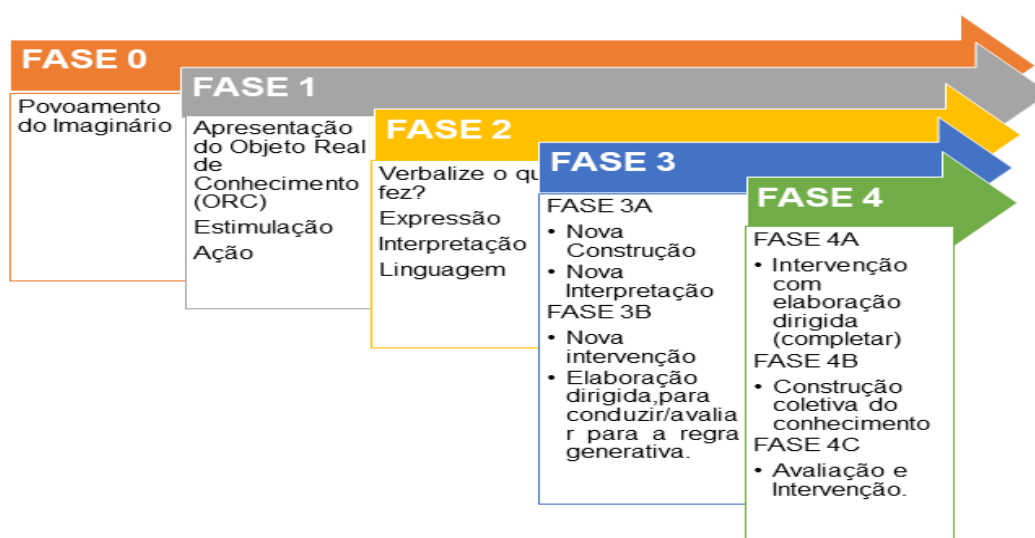 FASE 0
Povoamento
do Imaginário
FASE 1
Apresentação
do Objeto Real
de
Conhecimento
(ORC)
Estimulação
Ação
FASE 2
Verbalize o qu
fez?
Expressão
Interpretação
Linguagem
FASE 3
FASE 3A
• Nova
Construção
• Nova
Interpretação
FASE 3B
• Nova
intervenção
• Elaboração
dirigida,para
conduzir/avalia
r para a regra
generativa.
FASE 4
FASE 4A
• Intervenção
com
elaboração
dirigida
(completar)
FASE 4B
• Construção
coletiva do
conhecimento
FASE 4C
• Avaliação e
Intervenção.